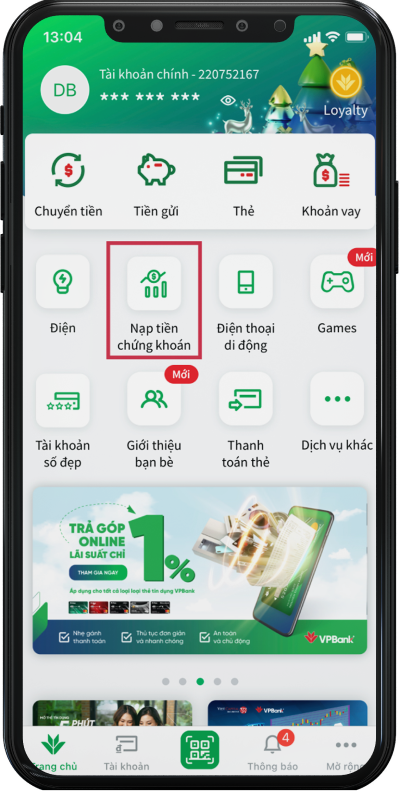 13:04
DB
Tài khoản chính - 220752167
*** *** ***
Loyalty
Chuyển tiền
Tiền gửi
Thẻ
Khoản vay
Mới
Điện
Nạp tiền
chứng khoán
Điện thoại
di động
Games
Mới
Tài khoản
số đẹp
Giới thiệu
bạn bè
Thanh
toán thẻ
Dịch vụ khác
TRẢ GÓP
ONLINE
LÃI SUẤT CHỈ
1%
THAM GIA NGAY
Áp dụng cho tất cả loại loại thẻ tín dụng VPBank
Nhẹ gánh
thanh toán
Thủ tục đơn giản
và nhanh chóng
An toàn
và chủ động
VPBank
PHÚT
VPBank
4
rang chủ
Tài khoản
Thông báo
Mở rộng